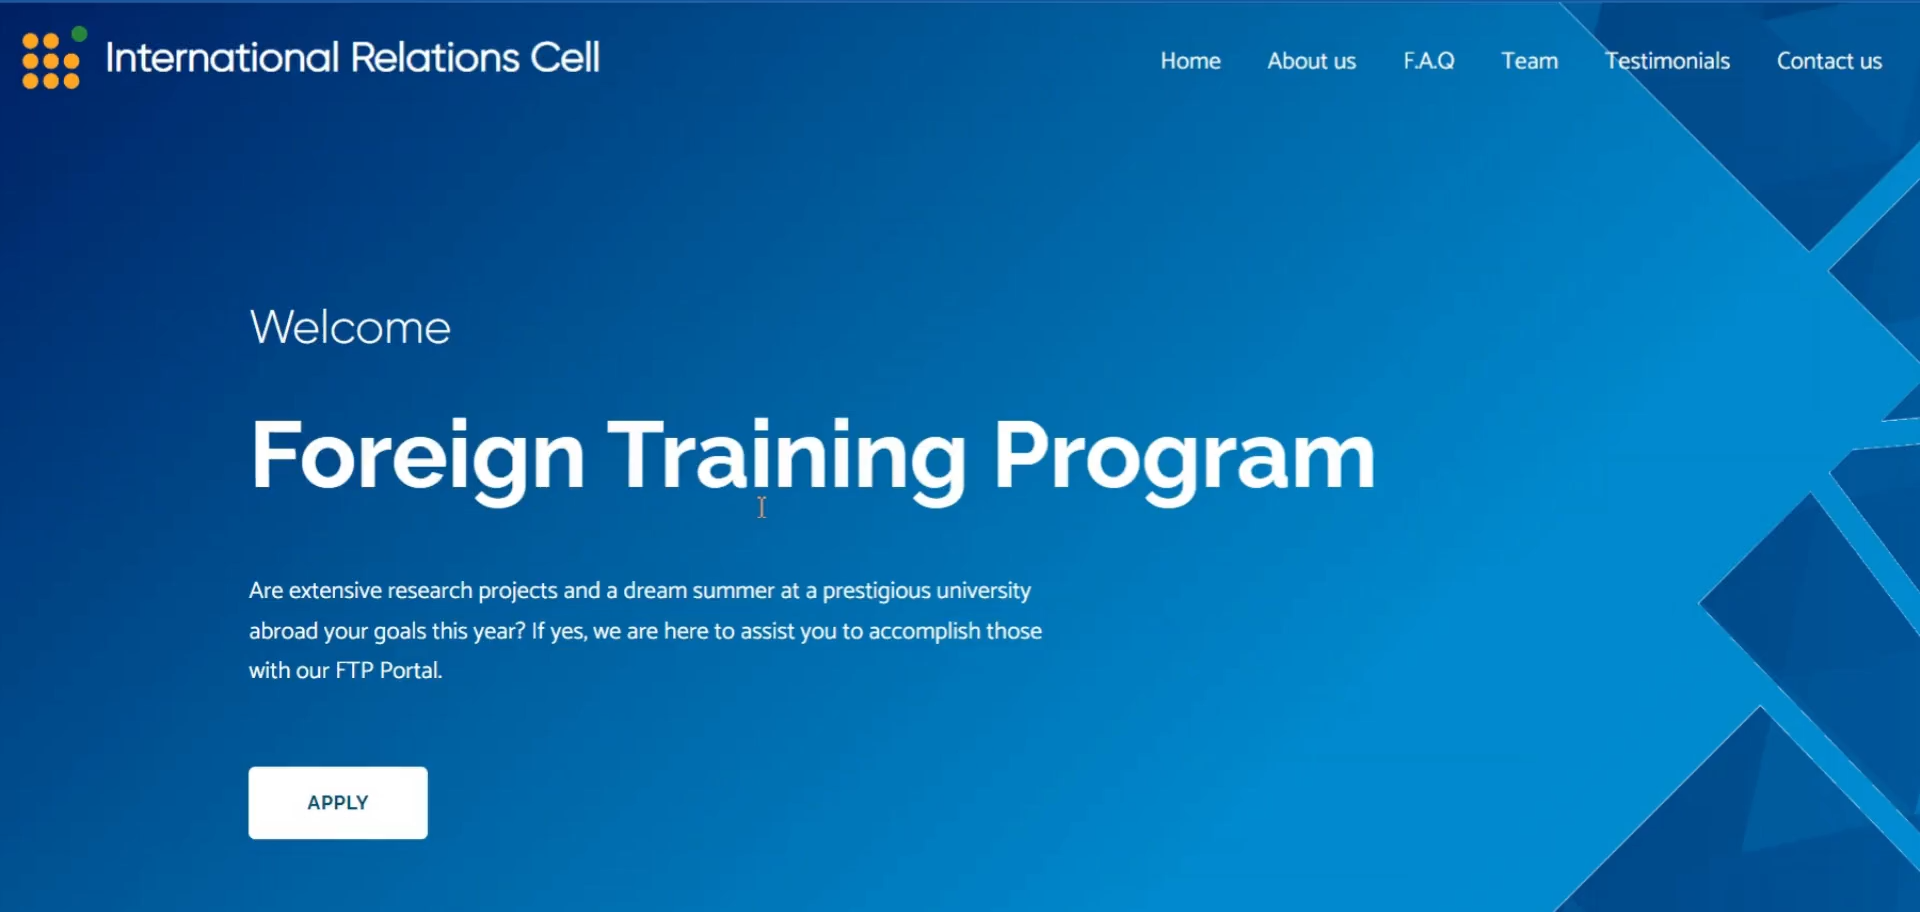 International Relations Cell
Home About us F.A.Q Team Testimonials Contact us
Welcome
Foreign Training Program
Are extensive research projects and a dream summer at a prestigious university
abroad your goals this year? If yes, we are here to assist you to accomplish those
with our FTP Portal.
APPLY